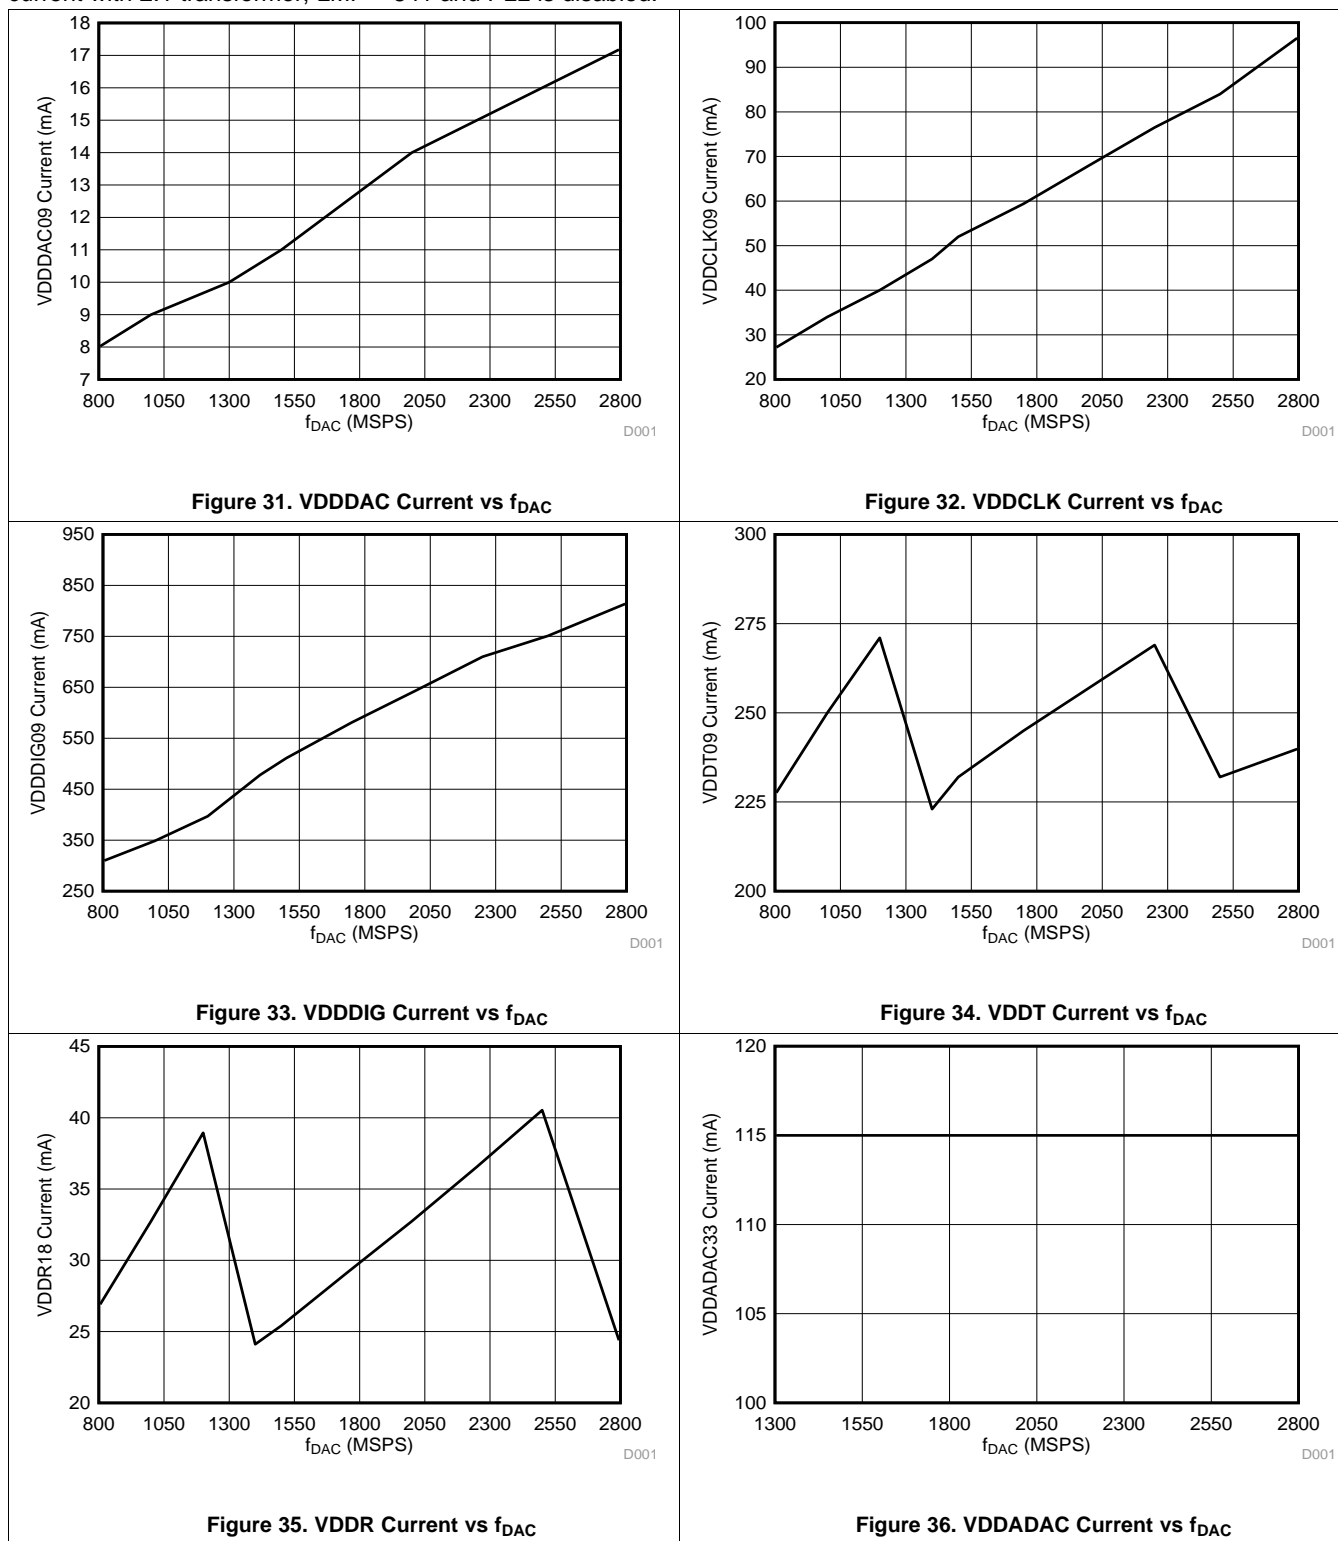 18
17
16
15
14
13
12
11
10
9
8
7
VDDDAC09 Current (mA)
800 1050 1300 1550 1800 2050 2300 2550 2800
fDAC (MSPS)
D001
Figure 31. VDDDAC Current vs fDAC
100
90
80
70
60
50
40
30
20
VDDCLK09 Current (mA)
800 1050 1300 1550 1800 2050 2300 2550 2800
fDAC (MSPS)
D001
Figure 32. VDDCLK Current vs fDAC
950
850
750
650
550
450
350
250
VDDDIG09 Current (mA)
800 1050 1300 1550 1800 2050 2300 2550 2800
fDAC (MSPS)
D001
Figure 33. VDDDIG Current vs fDAC
300
275
250
225
200
VDDT09 Current (mA)
800 1050 1300 1550 1800 2050 2300 2550 2800
fDAC (MSPS)
D001
Figure 34. VDDT Current vs fDAC
45
40
35
30
25
20
VDDR18 Current (mA)
800 1050 1300 1550 1800 2050 2300 2550 2800
fDAC (MSPS)
D001
Figure 35. VDDR Current vs fDAC
120
115
110
105
100
VDDADAC33 Current (mA)
1300 1550 1800 2050 2300 2550 2800
fDAC (MSPS)
D001
Figure 36. VDDADAC Current vs fDAC